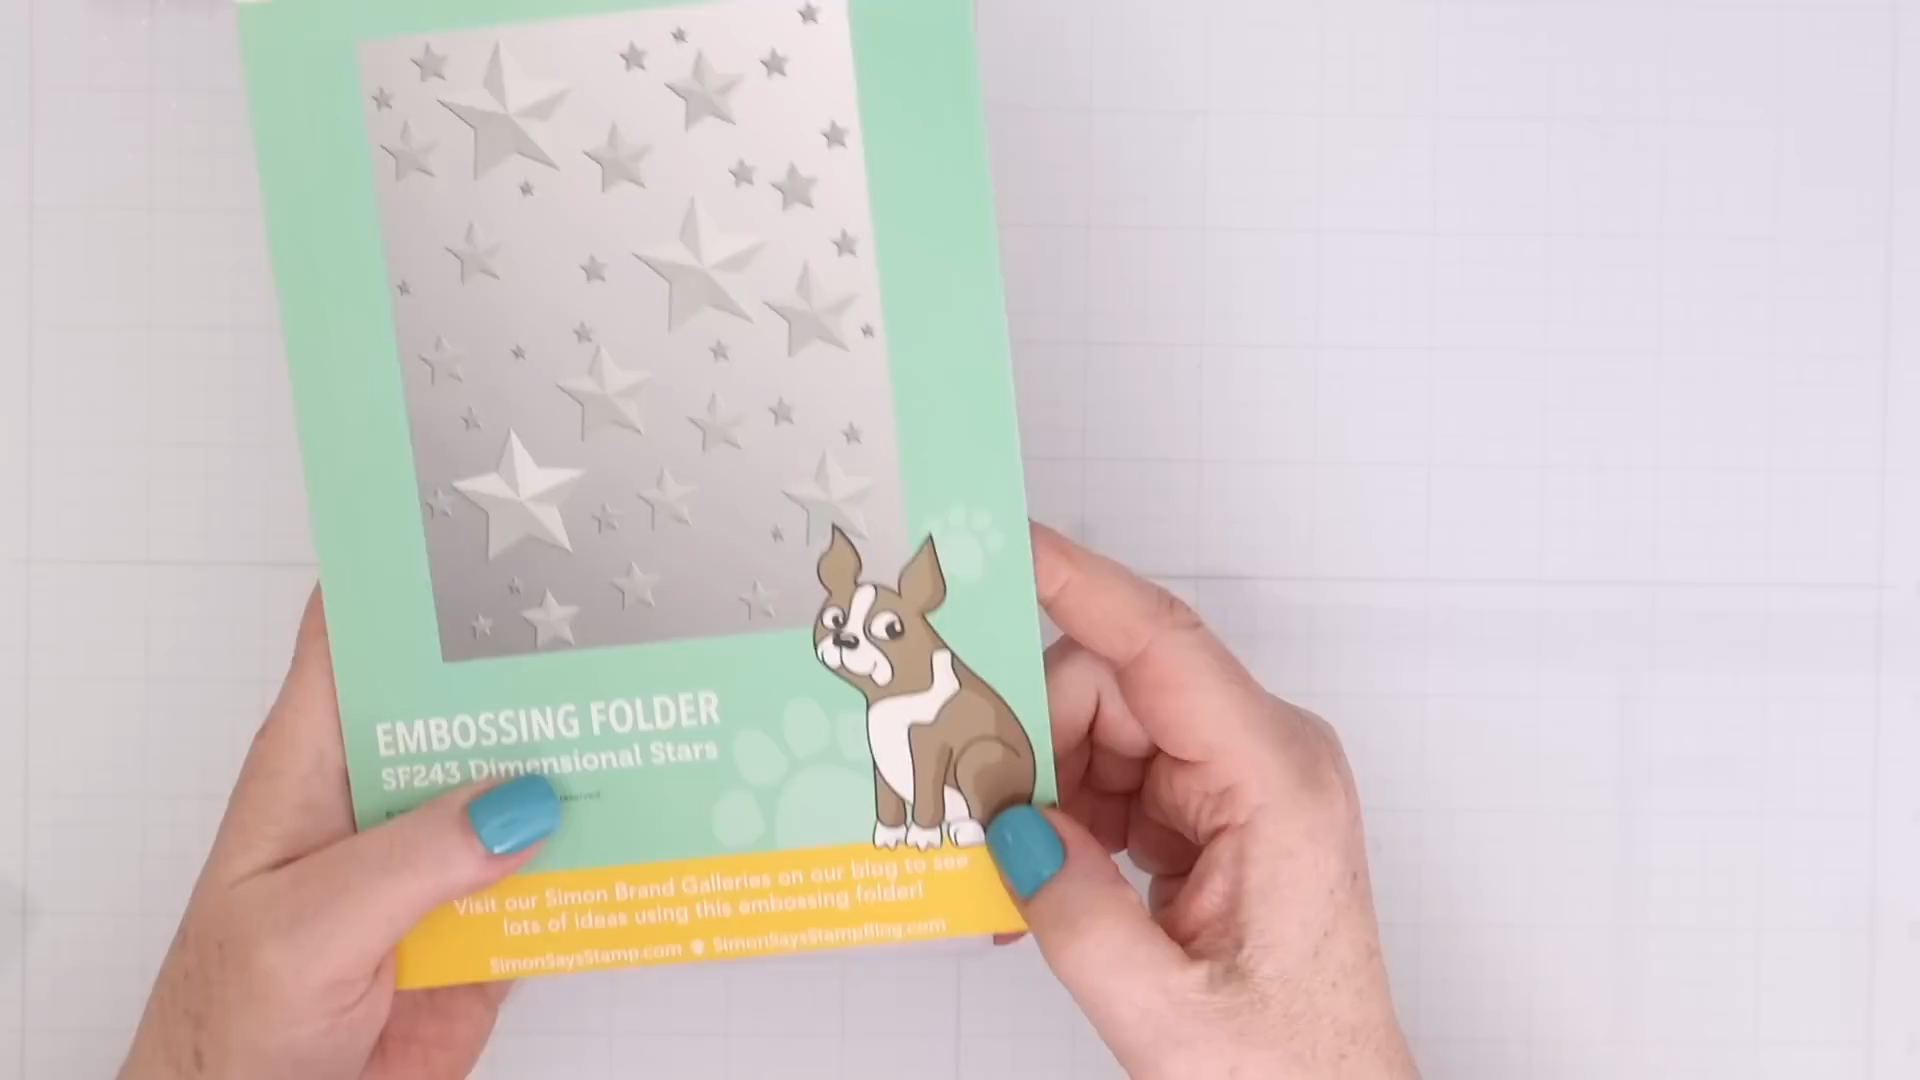 EMBOSSING FOLDER
SF243 Dimensional Stars
reserved
Visit our Simon Brand Galleries on our blog to see
lots of ideas using this embossing folder!
SimonSaysStamp.com ● SimonSaysStampBlog.com